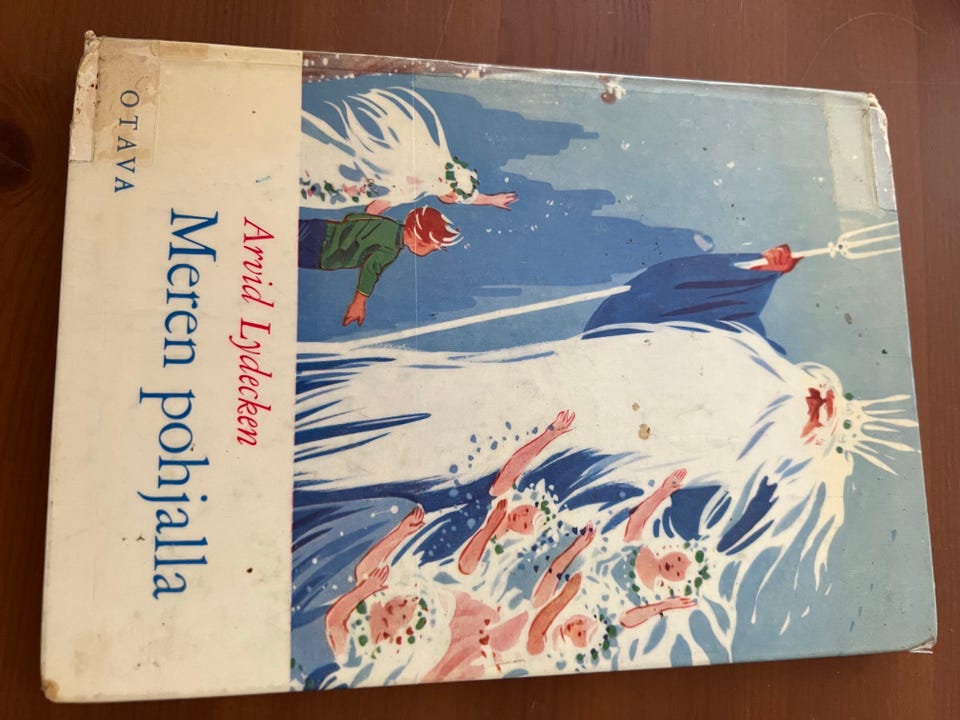 Arvid Lydecken
Meren pohjalla
OTAVA